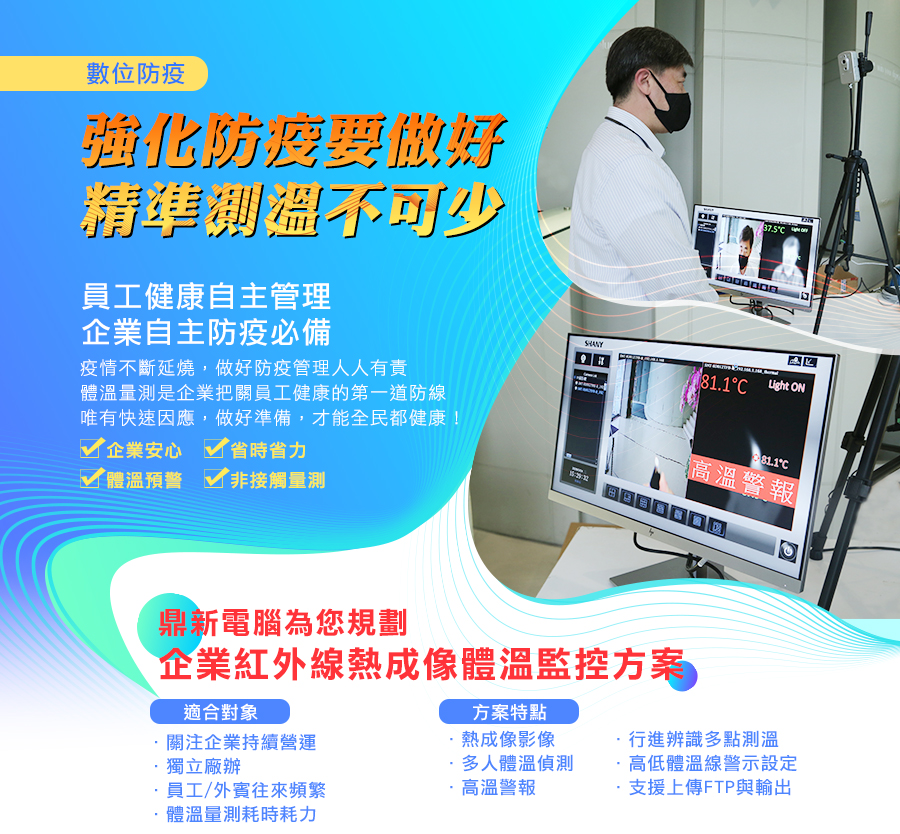 數位防疫
強化防疫要做好
精準測溫不可少
員工健康自主管理
企業自主防疫必備
疫情不斷延燒，做好防疫管理人人有責
體溫量測是企業把關員工健康的第一道防線
唯有快速因應，做好準備，才能全民都健康！
企業安心 省時省力
體溫預警 非接觸量測
37.5°C Light OFF
SHANY
81.1°C Light ON
81.1°C
高溫警報
鼎新電腦為您規劃
企業紅外線熱成像體溫監控方案
適合對象
· 關注企業持續營運
· 獨立廠辦
· 員工/外賓往來頻繁
· 體溫量測耗時耗力
方案特點
· 熱成像影像
· 多人體溫偵測
· 高溫警報
· 行進辨識多點測溫
· 高低體溫線警示設定
· 支援上傳FTP與輸出